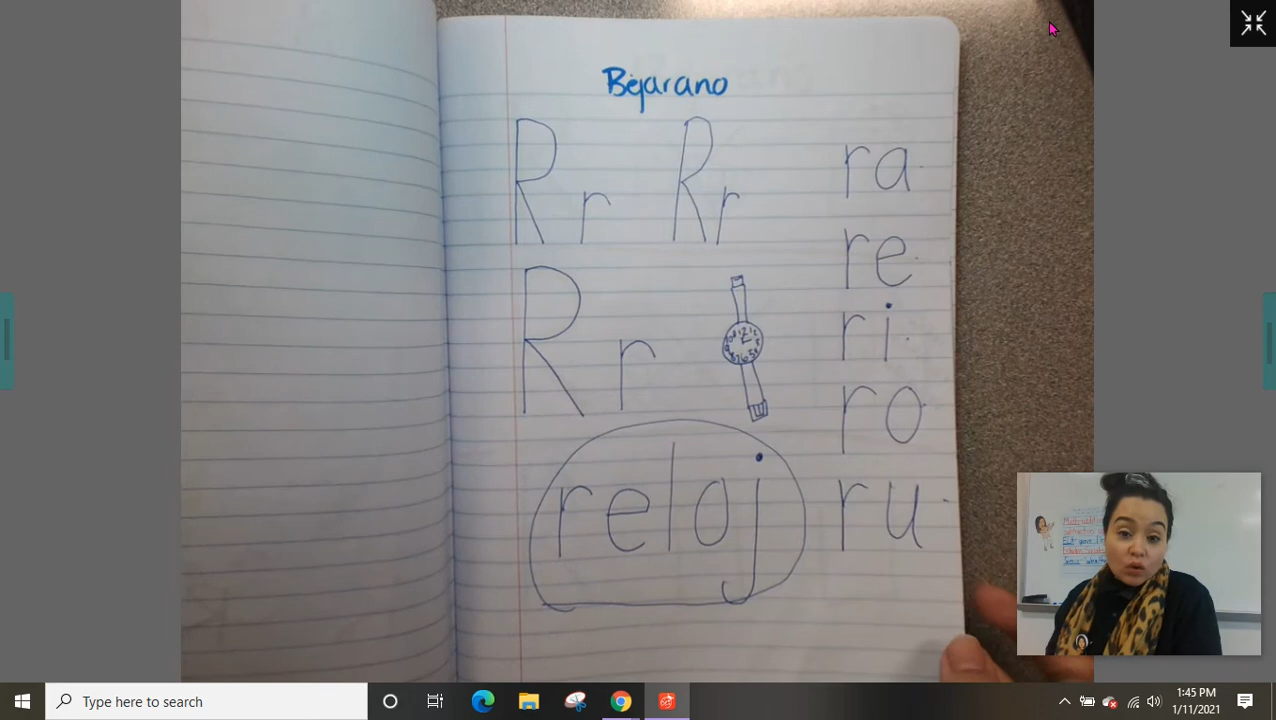 Bejarano
R r R r
R r
reloj
ra
re
ri
ro
ru
Type here to search
1:45 PM
1/11/2021